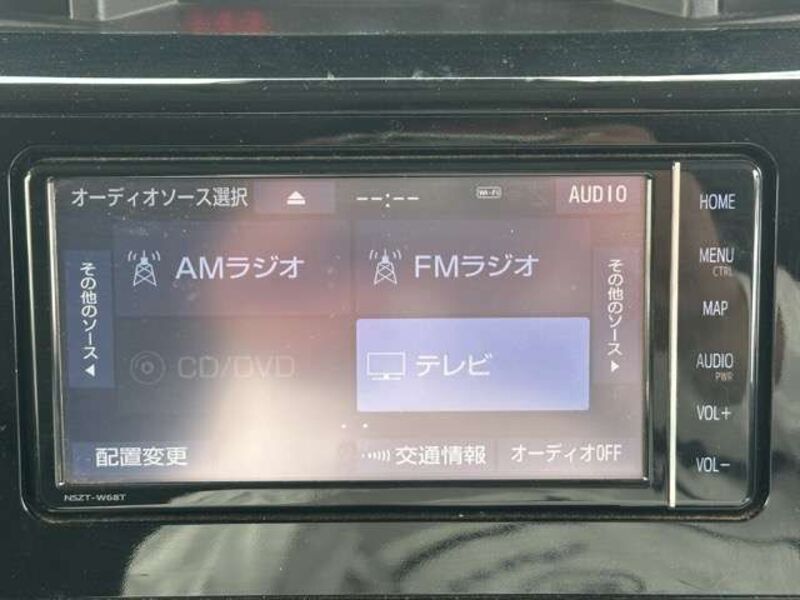 オーディオソース選択
--:--
Wi-Fi
AUDIO
その他のソース◀
AMラジオ
FMラジオ
その他のソース▶
CD/DVD
テレビ
配置変更
交通情報
オーディオOFF
NSZT-W68T
HOME
MENU
CTRL
MAP
AUDIO
PWR
VOL+
VOL-